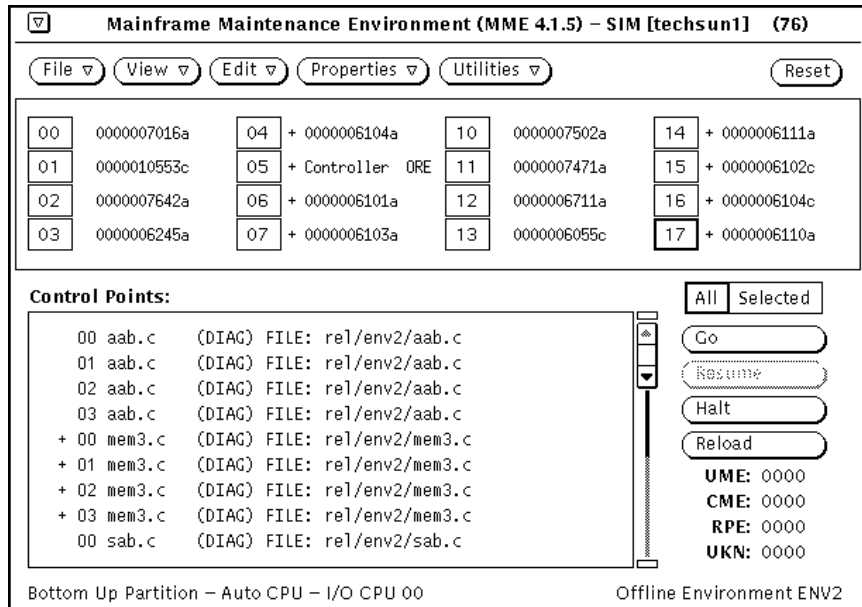 Mainframe Maintenance Environment (MME 4.1.5) – SIM [techsun1] (76)
File View Edit Properties Utilities Reset
00 0000007016a 04 + 0000006104a 10 0000007502a 14 + 0000006111a
01 0000010553c 05 + Controller ORE 11 0000007471a 15 + 0000006102c
02 0000007642a 06 + 0000006101a 12 0000006711a 16 + 0000006104c
03 0000006245a 07 + 0000006103a 13 0000006055c 17 + 0000006110a
Control Points:
All Selected
00 aab.c (DIAG) FILE: rel/env2/aab.c
01 aab.c (DIAG) FILE: rel/env2/aab.c
02 aab.c (DIAG) FILE: rel/env2/aab.c
03 aab.c (DIAG) FILE: rel/env2/aab.c
+ 00 mem3.c (DIAG) FILE: rel/env2/mem3.c
+ 01 mem3.c (DIAG) FILE: rel/env2/mem3.c
+ 02 mem3.c (DIAG) FILE: rel/env2/mem3.c
+ 03 mem3.c (DIAG) FILE: rel/env2/mem3.c
00 sab.c (DIAG) FILE: rel/env2/sab.c
Go
Resume
Halt
Reload
UME: 0000
CME: 0000
RPE: 0000
UKN: 0000
Bottom Up Partition – Auto CPU – I/O CPU 00 Offline Environment ENV2